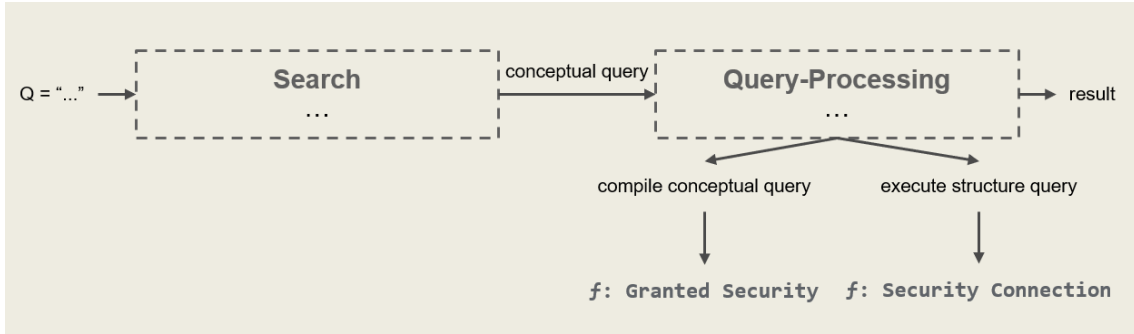 Search
conceptual query
Query-Processing
Q = “...”
...
...
result
compile conceptual query
execute structure query
ƒ: Granted Security
ƒ: Security Connection